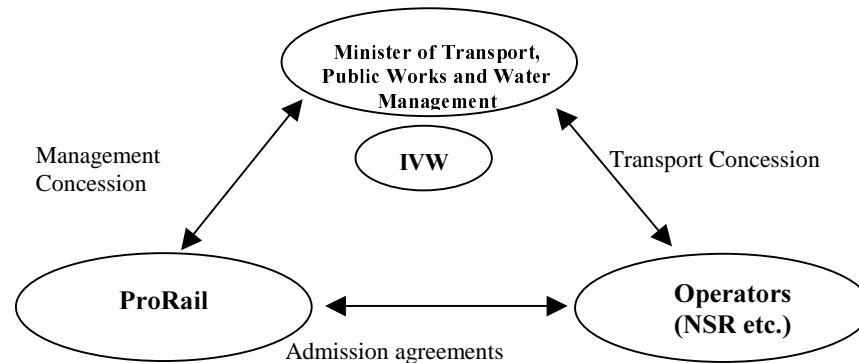 Minister of Transport,
Public Works and Water
Management
IVW
Management
Concession
Transport Concession
ProRail
Operators
(NSR etc.)
Admission agreements